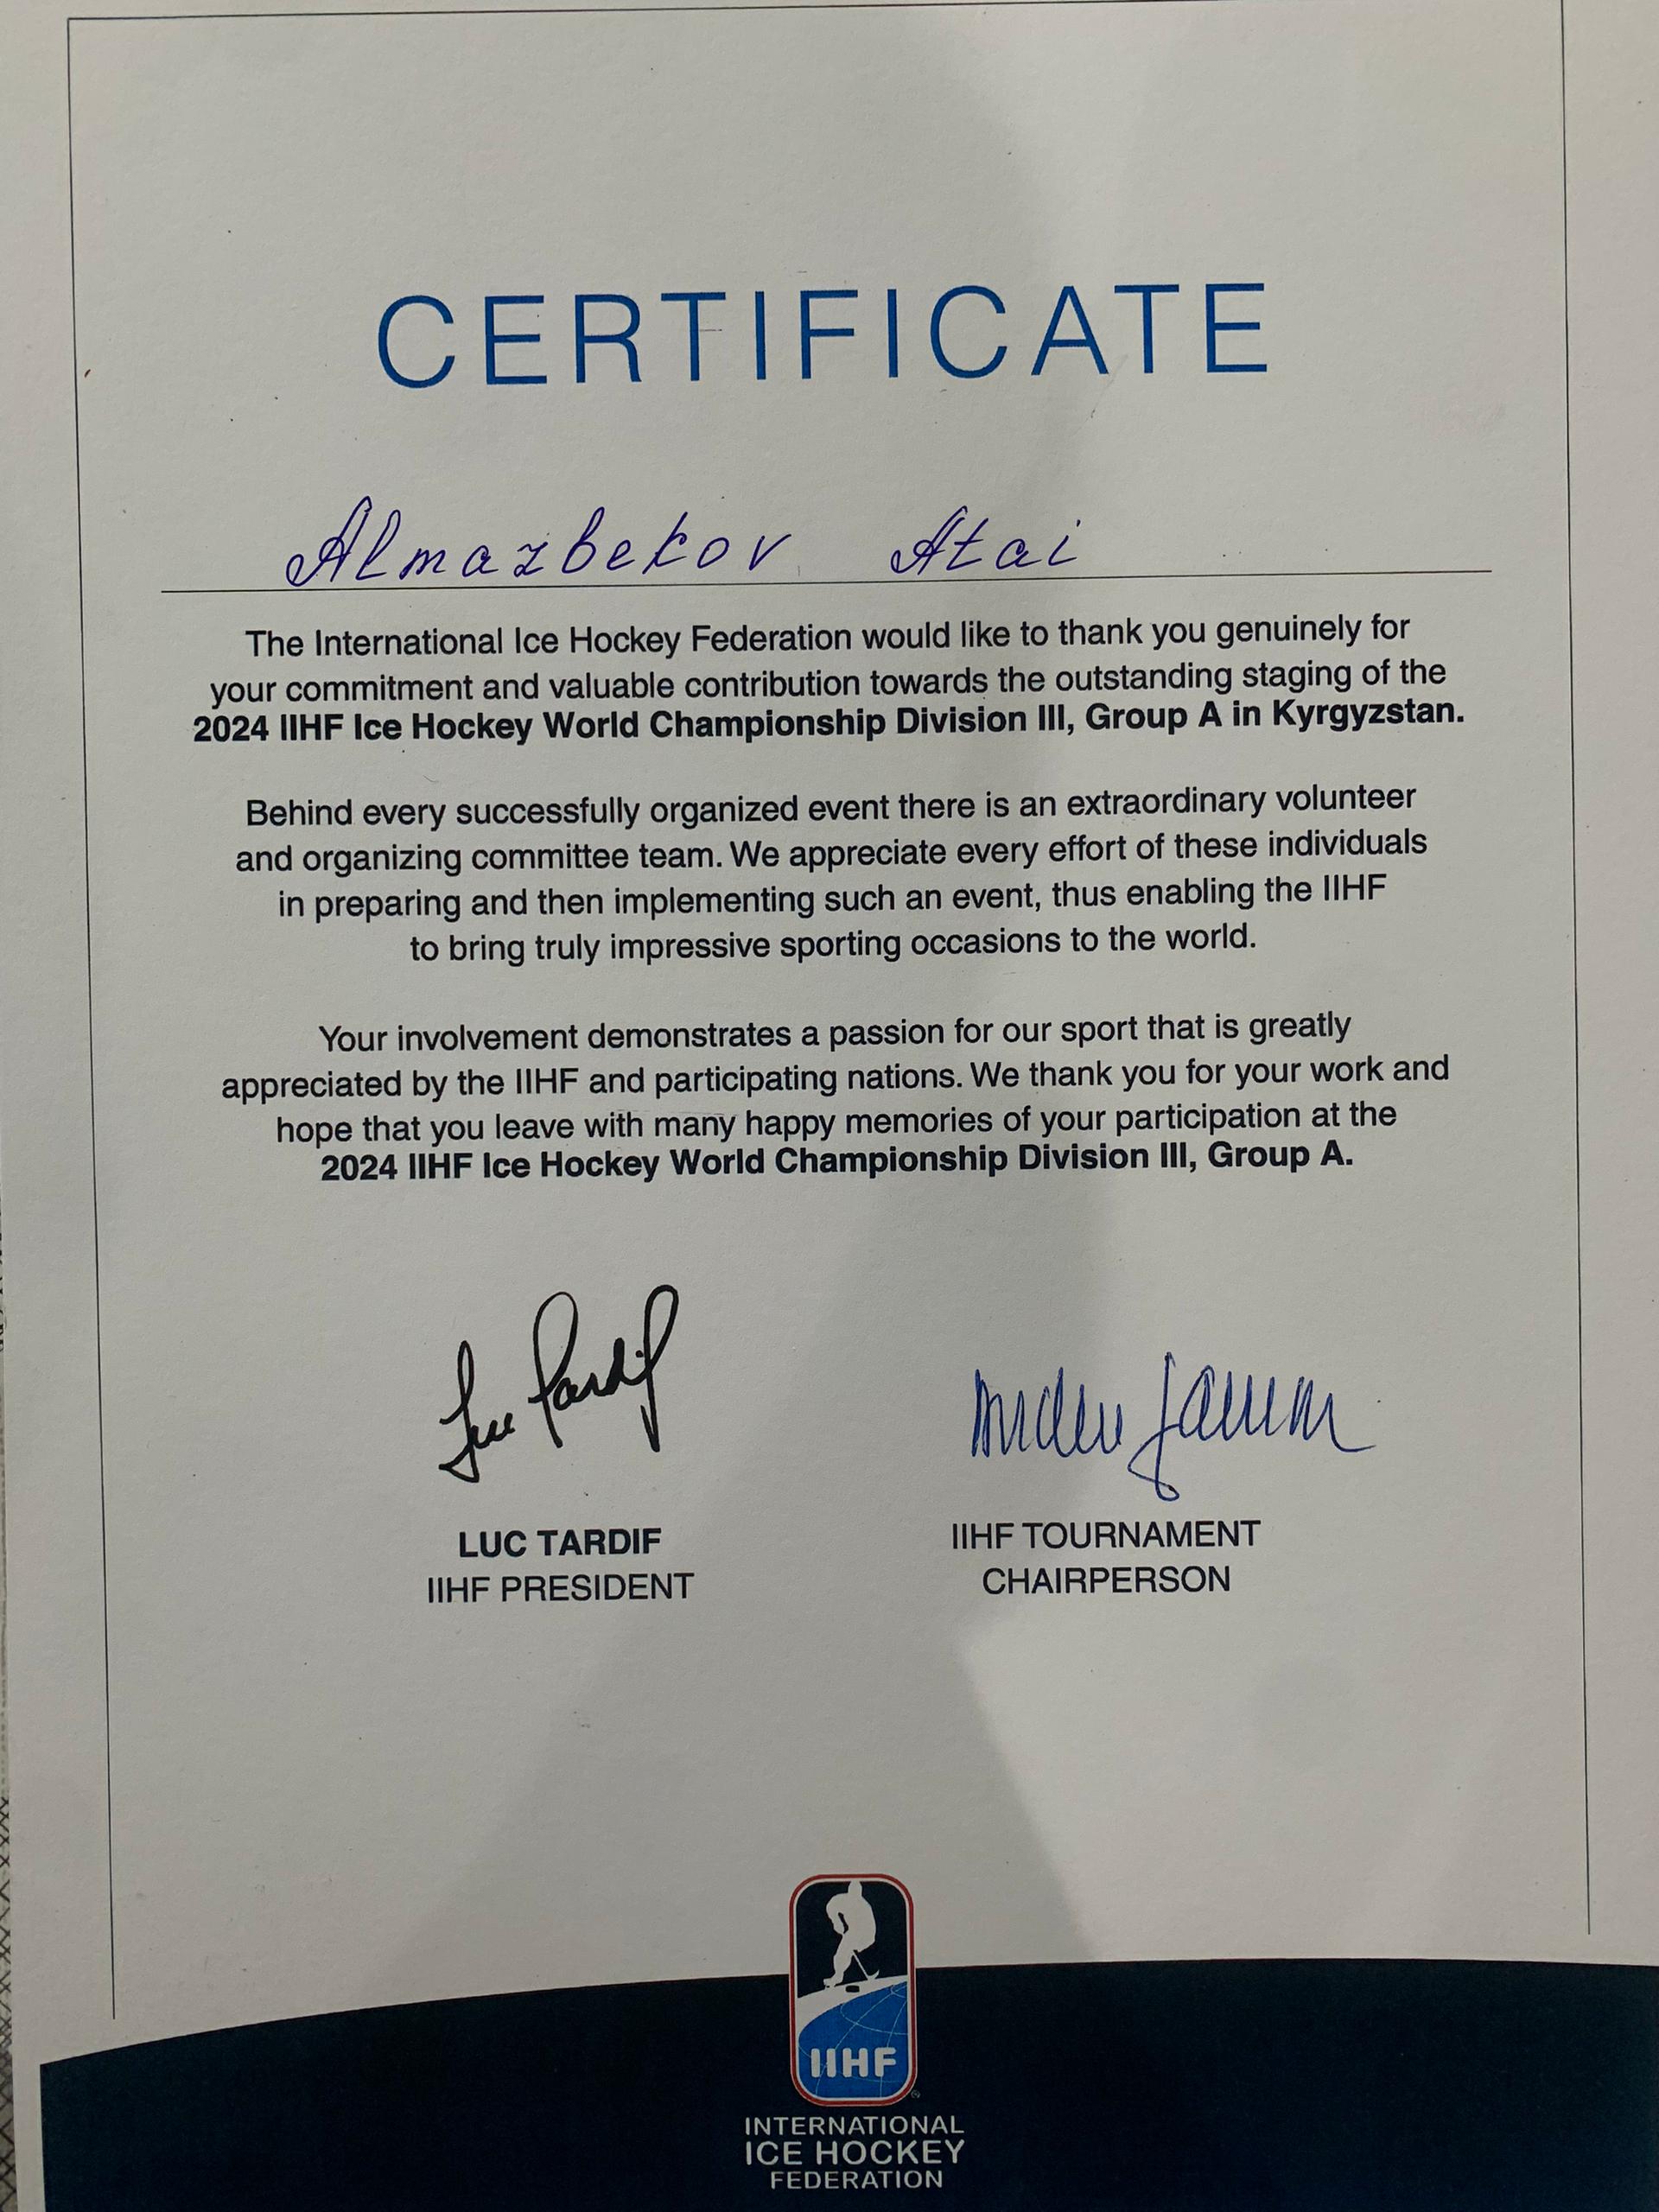 CERTIFICATE
Almazbekov Atai
The International Ice Hockey Federation would like to thank you genuinely for
your commitment and valuable contribution towards the outstanding staging of the
2024 IIHF Ice Hockey World Championship Division III, Group A in Kyrgyzstan.
Behind every successfully organized event there is an extraordinary volunteer
and organizing committee team. We appreciate every effort of these individuals
in preparing and then implementing such an event, thus enabling the IIHF
to bring truly impressive sporting occasions to the world.
Your involvement demonstrates a passion for our sport that is greatly
appreciated by the IIHF and participating nations. We thank you for your work and
hope that you leave with many happy memories of your participation at the
2024 IIHF Ice Hockey World Championship Division III, Group A.
Luc Tardif
LUC TARDIF
IIHF PRESIDENT
IIHF TOURNAMENT
CHAIRPERSON
IIHF
INTERNATIONAL
ICE HOCKEY
FEDERATION